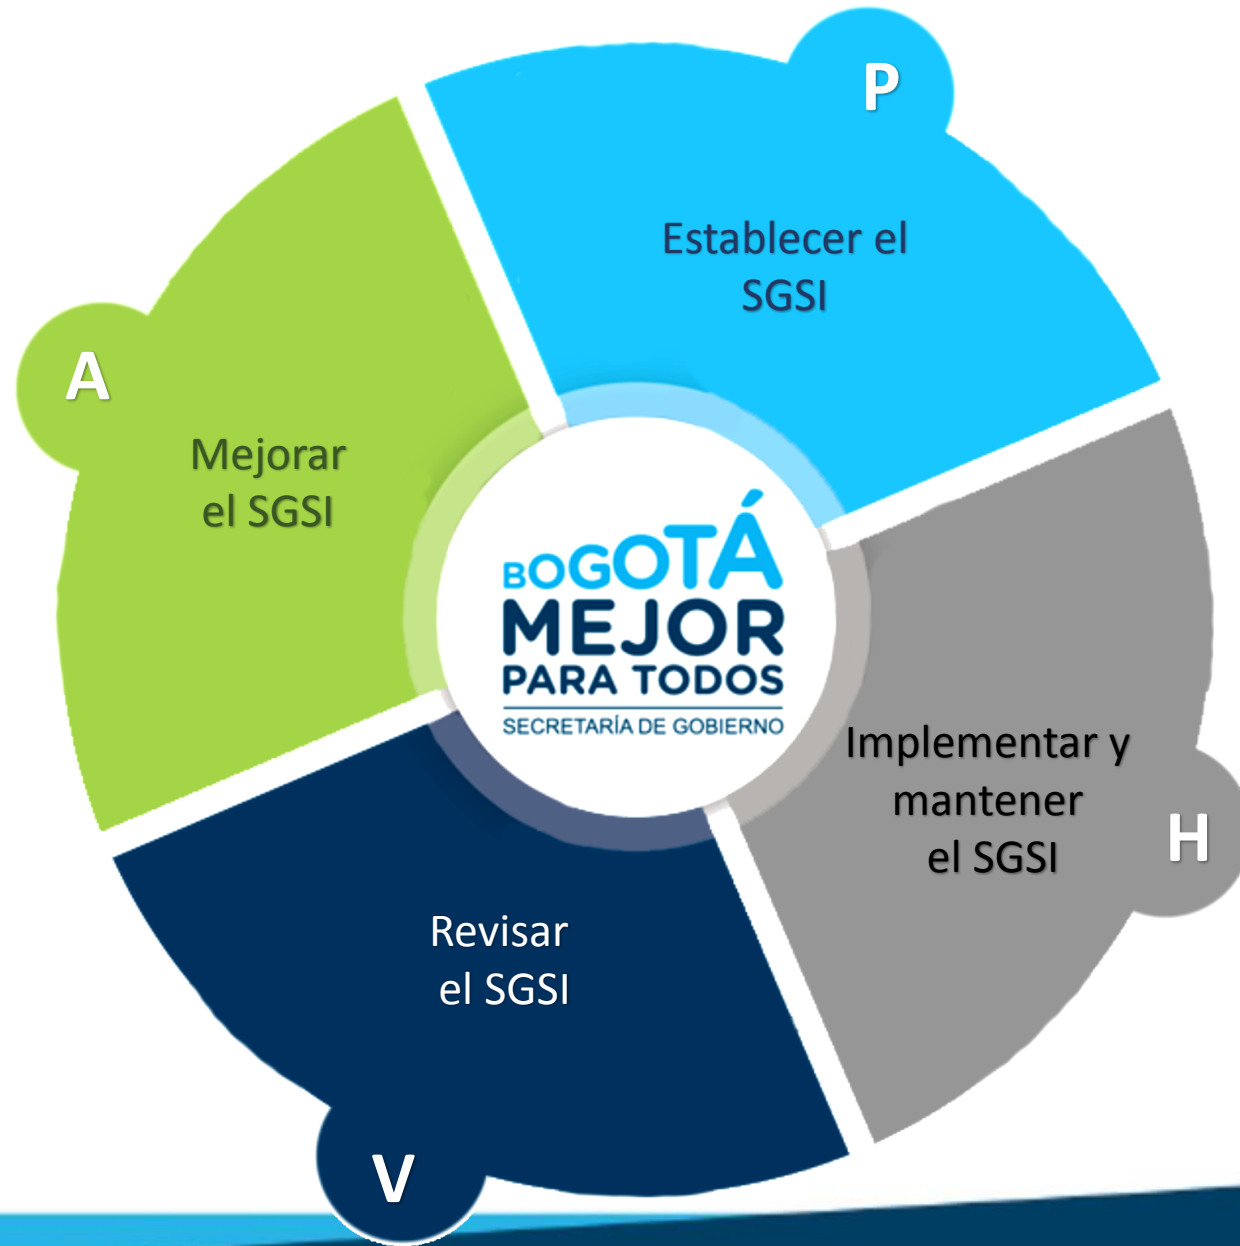 P
Establecer el
SGSI
A
Mejorar
el SGSI
BOGOTÁ
MEJOR
PARA TODOS
SECRETARÍA DE GOBIERNO
Implementar y
mantener
el SGSI
H
Revisar
el SGSI
V